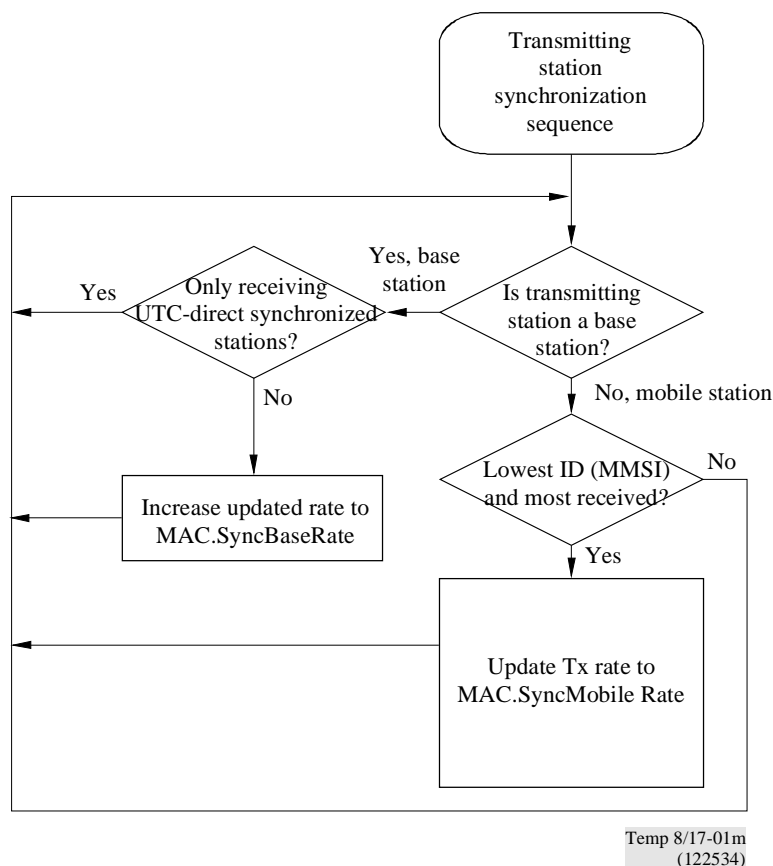 Transmitting
station
synchronization
sequence
Yes, base
station
Only receiving
UTC-direct synchronized
stations?
Yes
Is transmitting
station a base
station?
No
No, mobile station
Lowest ID (MMSI)
and most received?
No
Increase updated rate to
MAC.SyncBaseRate
Yes
Update Tx rate to
MAC.SyncMobile Rate
Temp 8/17-01m
(122534)